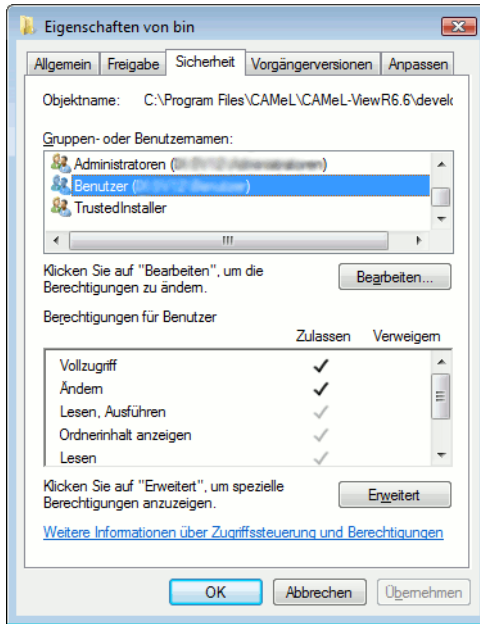 Eigenschaften von bin
Allgemein Freigabe Sicherheit Vorgängerversionen Anpassen
Objektname: C:\Program Files\CAMeL\CAMeL-ViewR6.6\develo
Gruppen- oder Benutzernamen:
Administratoren ( )
Benutzer ( )
TrustedInstaller
Klicken Sie auf "Bearbeiten", um die
Berechtigungen zu ändern.
Bearbeiten...
Berechtigungen für Benutzer
Zulassen Verweigern
Vollzugriff
Ändern
Lesen, Ausführen
Ordnerinhalt anzeigen
Lesen
Klicken Sie auf "Erweitert", um spezielle
Berechtigungen anzuzeigen.
Erweitert
Weitere Informationen über Zugriffssteuerung und Berechtigungen
OK Abbrechen Übernehmen